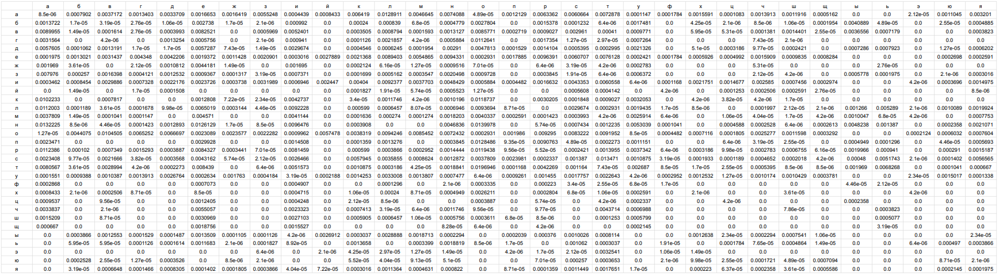 а б в г д е ж з и й к л м н о п р с т у ф х ц ч ш щ ы ь э ю я
а 8.5e-06 0.0007902 0.0037172 0.0013403 0.0033709 0.0016653 0.0016419 0.0055248 0.0004439 0.0008433 0.006419 0.0128911 0.0046645 0.0074088 4.89e-05 0.0012129 0.0063362 0.0060664 0.0072878 0.0001147 0.0001784 0.0015591 0.0001083 0.0013913 0.0011916 0.0005162 0.0 0.0 2.12e-05 0.0011045 0.003201
б 0.0013722 1.7e-05 3.19e-05 2.76e-05 1.06e-05 0.002738 1.7e-05 2.1e-06 0.000992 0.0 0.00024 0.000839 6.8e-05 0.0004779 0.0027804 0.0 0.0015378 0.0001232 6.4e-06 0.0017481 0.0 4.25e-05 2.1e-06 8.5e-06 1.06e-05 0.0001954 0.0040889 4.89e-05 0.0 2.55e-05 0.0004885
в 0.0089955 1.49e-05 0.0001614 2.76e-05 0.0003993 0.0082521 0.0 0.0005969 0.0052401 0.0 0.0003505 0.0008794 0.0001593 0.0013127 0.0085771 0.0002719 0.0009027 0.002961 0.00041 0.0009771 0.0 5.95e-05 5.31e-05 0.0001381 0.0014401 2.55e-05 0.0036556 0.0007179 0.0 0.0 0.0003823
г 0.0031564 0.0 4.2e-06 0.0 0.0013254 0.0005756 0.0 2.1e-06 0.000941 0.0 0.0001126 0.0021857 4.2e-06 0.0005884 0.0112641 0.0 0.0017354 1.27e-05 2.97e-05 0.0007264 0.0 0.0 0.0 7.43e-05 2.1e-06 0.0 0.0 0.0 0.0 0.0 0.0
д 0.0057605 0.0001062 0.0013191 1.7e-05 1.7e-05 0.0057287 7.43e-05 1.49e-05 0.0029674 0.0 0.0004546 0.0006245 0.0001954 0.00291 0.0047813 0.0001529 0.0014104 0.0005395 0.0002995 0.0021326 0.0 5.1e-05 0.0003186 9.77e-05 0.0002421 0.0 0.0007286 0.0007923 0.0 1.27e-05 0.0006202
е 0.0001975 0.0013021 0.0031437 0.004348 0.0042206 0.0019372 0.0011428 0.0020901 0.0003016 0.0027889 0.0021368 0.0089403 0.0054865 0.0094331 0.0002931 0.0017885 0.0096391 0.0060707 0.0076128 0.0002421 0.0001784 0.0005926 0.0004992 0.0015909 0.0009835 0.0008284 0.0 0.0 0.0 0.0002698 0.0002591
ж 0.001969 3.61e-05 0.0 2.12e-05 0.0010812 0.0044181 1.49e-05 0.0 0.001695 0.0 0.0002124 6.16e-05 1.27e-05 0.0009516 7.01e-05 0.0 6.4e-06 3.19e-05 4.2e-06 0.0002783 0.0 0.0 0.0 5.31e-05 0.0 0.0 0.0 2.76e-05 0.0 0.0 0.0
з 0.007976 0.000257 0.0016398 0.0004121 0.0012532 0.0009367 0.0001317 3.19e-05 0.0007371 0.0 0.0001699 0.0005162 0.0003547 0.0020498 0.0009728 0.0 0.0003845 1.91e-05 6.4e-06 0.0006372 0.0 0.0 0.0 2.12e-05 4.2e-06 0.0 0.0005778 0.0001975 0.0 2.1e-06 0.0003016
и 0.0003462 0.0008454 0.0029886 0.0007328 0.0022176 0.0023726 0.0003738 0.0031989 0.0006946 0.002447 0.00404 0.0092377 0.0037703 0.0048429 0.0005884 0.0004482 0.0016632 0.0043353 0.0060558 6.4e-06 0.0001168 0.0021751 0.0014677 0.002585 0.0007456 0.0002974 0.0 0.0 4.2e-06 0.0003696 0.0014975
й 0.0 1.49e-05 0.0 1.7e-05 0.0001508 0.0 0.0 0.0 0.0 0.0 0.0001827 1.91e-05 5.74e-05 0.0005523 1.27e-05 0.0 0.0 0.0005608 0.0004142 0.0 4.2e-06 0.0 0.0001253 0.0002506 0.0002591 2.76e-05 0.0 0.0 0.0 0.0 8.5e-06
к 0.0102233 0.0 0.0007817 0.0 0.0 0.0012808 7.22e-05 2.34e-05 0.0042737 0.0 3.4e-05 0.0011746 4.2e-06 0.0010196 0.0118737 0.0 0.0030205 0.0001848 0.0009027 0.0032053 0.0 4.2e-06 3.82e-05 4.2e-06 1.7e-05 0.0 0.0 0.0 0.0 0.0 0.0
л 0.0112003 0.0001189 3.61e-05 0.0001678 9.98e-05 0.0065019 0.0003144 4.46e-05 0.0092228 0.0 0.000599 0.0006457 8.07e-05 0.0006946 0.0093694 8.71e-05 0.0 0.0029674 0.0002931 0.0019435 1.7e-05 8.5e-06 0.0 0.0001997 2.12e-05 2.1e-06 0.001266 0.005289 2.1e-06 0.0010089 0.0019924
м 0.0037809 1.49e-05 0.0001041 0.0001147 0.0 0.004571 0.0 0.0 0.0041144 0.0 0.0001636 0.000274 0.0001274 0.0018203 0.0040337 0.0002591 0.0001423 0.0003993 4.2e-06 0.0025914 6.4e-06 0.0 1.06e-05 4.04e-05 1.7e-05 4.2e-06 0.0010047 6.8e-05 4.2e-06 0.0 0.0007753
н 0.0132225 8.5e-06 4.46e-05 0.0001423 0.0012893 0.0126129 1.7e-05 8.5e-05 0.0096476 0.0 0.0003908 0.0 0.0 0.0046836 0.0139978 0.0 5.74e-05 0.0007434 0.0012235 0.0053039 0.0001041 0.0 0.0004588 0.0002528 6.4e-06 0.0002613 0.0048238 0.001387 0.0 0.0002358 0.0021071
о 1.27e-05 0.0044075 0.0104505 0.0065252 0.0066697 0.0023089 0.0023577 0.0022282 0.0009962 0.0057478 0.0038319 0.0094246 0.0085452 0.0072432 0.0002931 0.001986 0.009295 0.0083222 0.0091952 8.5e-05 0.0004482 0.0007116 0.0001805 0.0025277 0.0011598 0.0003292 0.0 0.0 0.0002124 0.0006032 0.0007604
п 0.0023471 0.0 0.0 0.0 0.0 0.0029928 0.0 0.0 0.0014508 0.0 0.0001359 0.0013276 0.0 0.0003845 0.0128486 9.35e-05 0.0090763 4.89e-05 0.0002273 0.0011151 0.0 0.0 6.4e-06 3.19e-05 2.55e-05 0.0 0.0004949 0.0001296 0.0 4.46e-05 0.0005693
р 0.0112386 0.000102 0.0007349 0.0015293 0.0003887 0.0084327 0.0003441 7.01e-05 0.0081459 0.0 0.000599 0.0003866 0.0002952 0.0014444 0.0119438 9.56e-05 5.52e-05 0.0002421 0.0013955 0.0037342 6.4e-06 0.0003186 9.98e-05 0.0002783 0.0006755 6.16e-05 0.0019966 0.000941 0.0 0.000291 0.0015187
с 0.0023408 9.77e-05 0.0021666 3.82e-05 0.0003568 0.0043162 5.74e-05 2.12e-05 0.0026466 0.0 0.0057945 0.0035855 0.0008624 0.0012872 0.0037809 0.0023981 0.0002337 0.001387 0.013471 0.0010875 3.19e-05 0.0001933 0.0001189 0.0004652 0.0002018 4.2e-06 0.00048 0.0051743 2.1e-06 0.0001402 0.0056565
т 0.0080567 3.61e-05 0.0028994 4.2e-06 0.0002273 0.008439 0.0 6.4e-06 0.0051573 0.0 0.0010875 0.0003186 4.25e-05 0.0018841 0.0196946 0.0001168 0.0042269 0.001164 7.43e-05 0.002687 8.5e-05 1.7e-05 2.55e-05 0.0005395 8.5e-06 8.5e-05 0.001969 0.0068268 0.0 0.0001041 0.000667
у 0.0001551 0.0009388 0.0010387 0.0013913 0.0026764 0.0002634 0.001763 0.0004184 3.19e-05 0.0002188 0.0014253 0.0033008 0.0013807 0.0007477 6.4e-06 0.0009261 0.001455 0.0017757 0.0022643 4.2e-06 0.0002952 0.0012532 1.27e-05 0.0010174 0.0010429 0.0003781 0.0 0.0 2.34e-05 0.0015017 0.0001338
ф 0.0002868 0.0 0.0 0.0 0.0 0.0007073 0.0 0.0 0.0004907 0.0 0.0 0.0001296 0.0 2.1e-06 0.0003335 0.0 0.000223 3.4e-05 2.55e-05 6.8e-05 1.7e-05 0.0 0.0 0.0 0.0 0.0 4.46e-05 2.12e-05 0.0 0.0 0.0
х 0.0008433 2.1e-06 0.0002506 8.71e-05 0.0 8.5e-05 0.0 0.0 0.0004715 0.0 1.06e-05 0.00024 8.71e-05 0.0004949 0.0026211 0.0 0.0002804 6.8e-05 1.06e-05 0.0002591 0.0 2.1e-06 0.0 0.0 3.61e-05 0.0 0.0 0.0 4.2e-06 0.0 0.0
ц 0.0009537 0.0 9.56e-05 0.0 0.0 0.0012405 0.0 0.0 0.0004248 0.0 2.12e-05 8.5e-06 0.0 0.0 0.0003887 0.0 5.74e-05 0.0 4.2e-06 0.0002337 0.0 0.0 4.2e-06 0.0 0.0 0.0 0.0002358 0.0 0.0 0.0 0.0
ч 0.0033837 0.0 2.1e-06 0.0 0.0 0.0055057 0.0 0.0 0.0023323 0.0 0.0007413 3.19e-05 6.4e-06 0.0011746 9.56e-05 0.0 9.77e-05 0.0 0.0043714 0.0006988 0.0 0.0 0.0 0.0 7.86e-05 0.0 0.0 0.0003823 0.0 0.0 0.0
ш 0.0015209 0.0 8.71e-05 0.0 0.0 0.0030969 0.0 0.0 0.0027103 0.0 0.0005905 0.0006457 1.06e-05 0.0005756 0.0003611 6.8e-05 8.5e-06 0.0 0.0001253 0.0005799 0.0 0.0 0.0 0.0 0.0 0.0 0.0 0.0005077 0.0 0.0 0.0
щ 0.000667 0.0 0.0 0.0 0.0 0.0018756 0.0 0.0 0.0015527 0.0 0.0 0.0 0.0 8.28e-05 6.4e-06 0.0 4.2e-06 0.0 0.0 0.0002145 0.0 0.0 0.0 0.0 0.0 0.0 0.0 3.19e-05 0.0 0.0 0.0
ы 0.0 0.0003866 0.0012553 0.0001529 0.0001487 0.0013509 0.0001105 0.0001126 4.2e-06 0.0026912 0.0003037 0.0028888 0.0018713 0.0002294 0.0 0.0002039 0.000376 0.0010026 0.0008114 0.0 0.0 0.0012638 2.34e-05 0.0002294 0.0007541 1.06e-05 0.0 0.0 0.0 0.0 2.34e-05
ь 0.0 5.95e-05 5.95e-05 0.0001126 0.0001614 0.0011683 2.1e-06 0.0001827 8.92e-05 0.0 0.0013658 0.0 0.0003399 0.0018819 8.5e-06 1.7e-05 0.0 0.001062 0.0003037 0.0 1.91e-05 0.0 0.0001784 7.65e-05 0.0004864 1.49e-05 0.0 0.0 6.4e-06 0.000497 0.0003866
э 0.0 0.0 0.0 0.0 0.0 0.0 0.0 6.4e-06 0.0 2.1e-06 4.25e-05 2.97e-05 1.27e-05 1.49e-05 0.0 4.2e-06 1.7e-05 2.12e-05 0.0032541 0.0 1.06e-05 1.49e-05 0.0 0.0 0.0 0.0 0.0 0.0 0.0 0.0 0.0
ю 0.0 0.0002528 2.55e-05 1.27e-05 0.0003526 0.0 8.5e-06 2.1e-06 0.0 0.0 5.52e-05 4.04e-05 9.13e-05 5.1e-05 0.0 0.0 7.01e-05 0.000257 0.0003653 0.0 2.1e-06 9.98e-05 2.55e-05 0.0001721 4.89e-05 0.0007094 0.0 0.0 0.0 8.71e-05 2.1e-06
я 0.0 3.19e-05 0.0006648 0.0001466 0.0008305 0.0001402 0.0001805 0.0003866 4.04e-05 7.22e-05 0.0003016 0.0011364 0.0004631 0.000822 0.0 8.71e-05 0.0001359 0.0011449 0.0017651 1.7e-05 0.0 0.000223 6.37e-05 0.0002358 3.61e-05 0.0005586 0.0 0.0 0.0 0.0002145 0.0001975